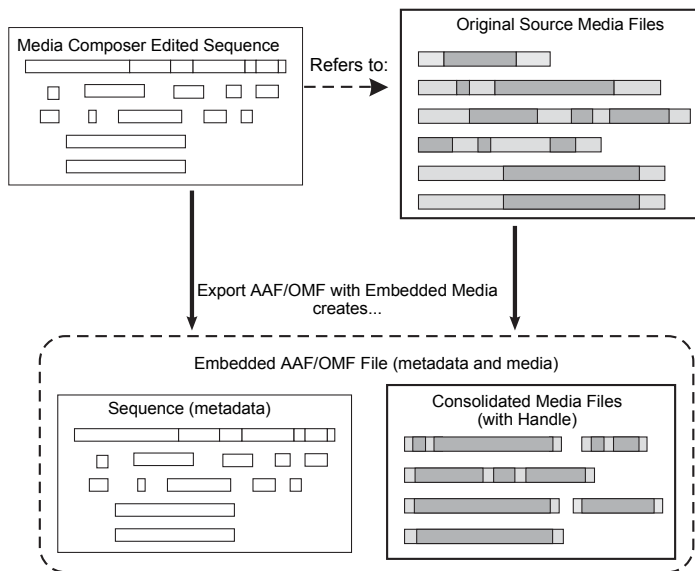 Media Composer Edited Sequence
Refers to:
Original Source Media Files
Export AAF/OMF with Embedded Media
creates...
Embedded AAF/OMF File (metadata and media)
Sequence (metadata)
Consolidated Media Files
(with Handle)